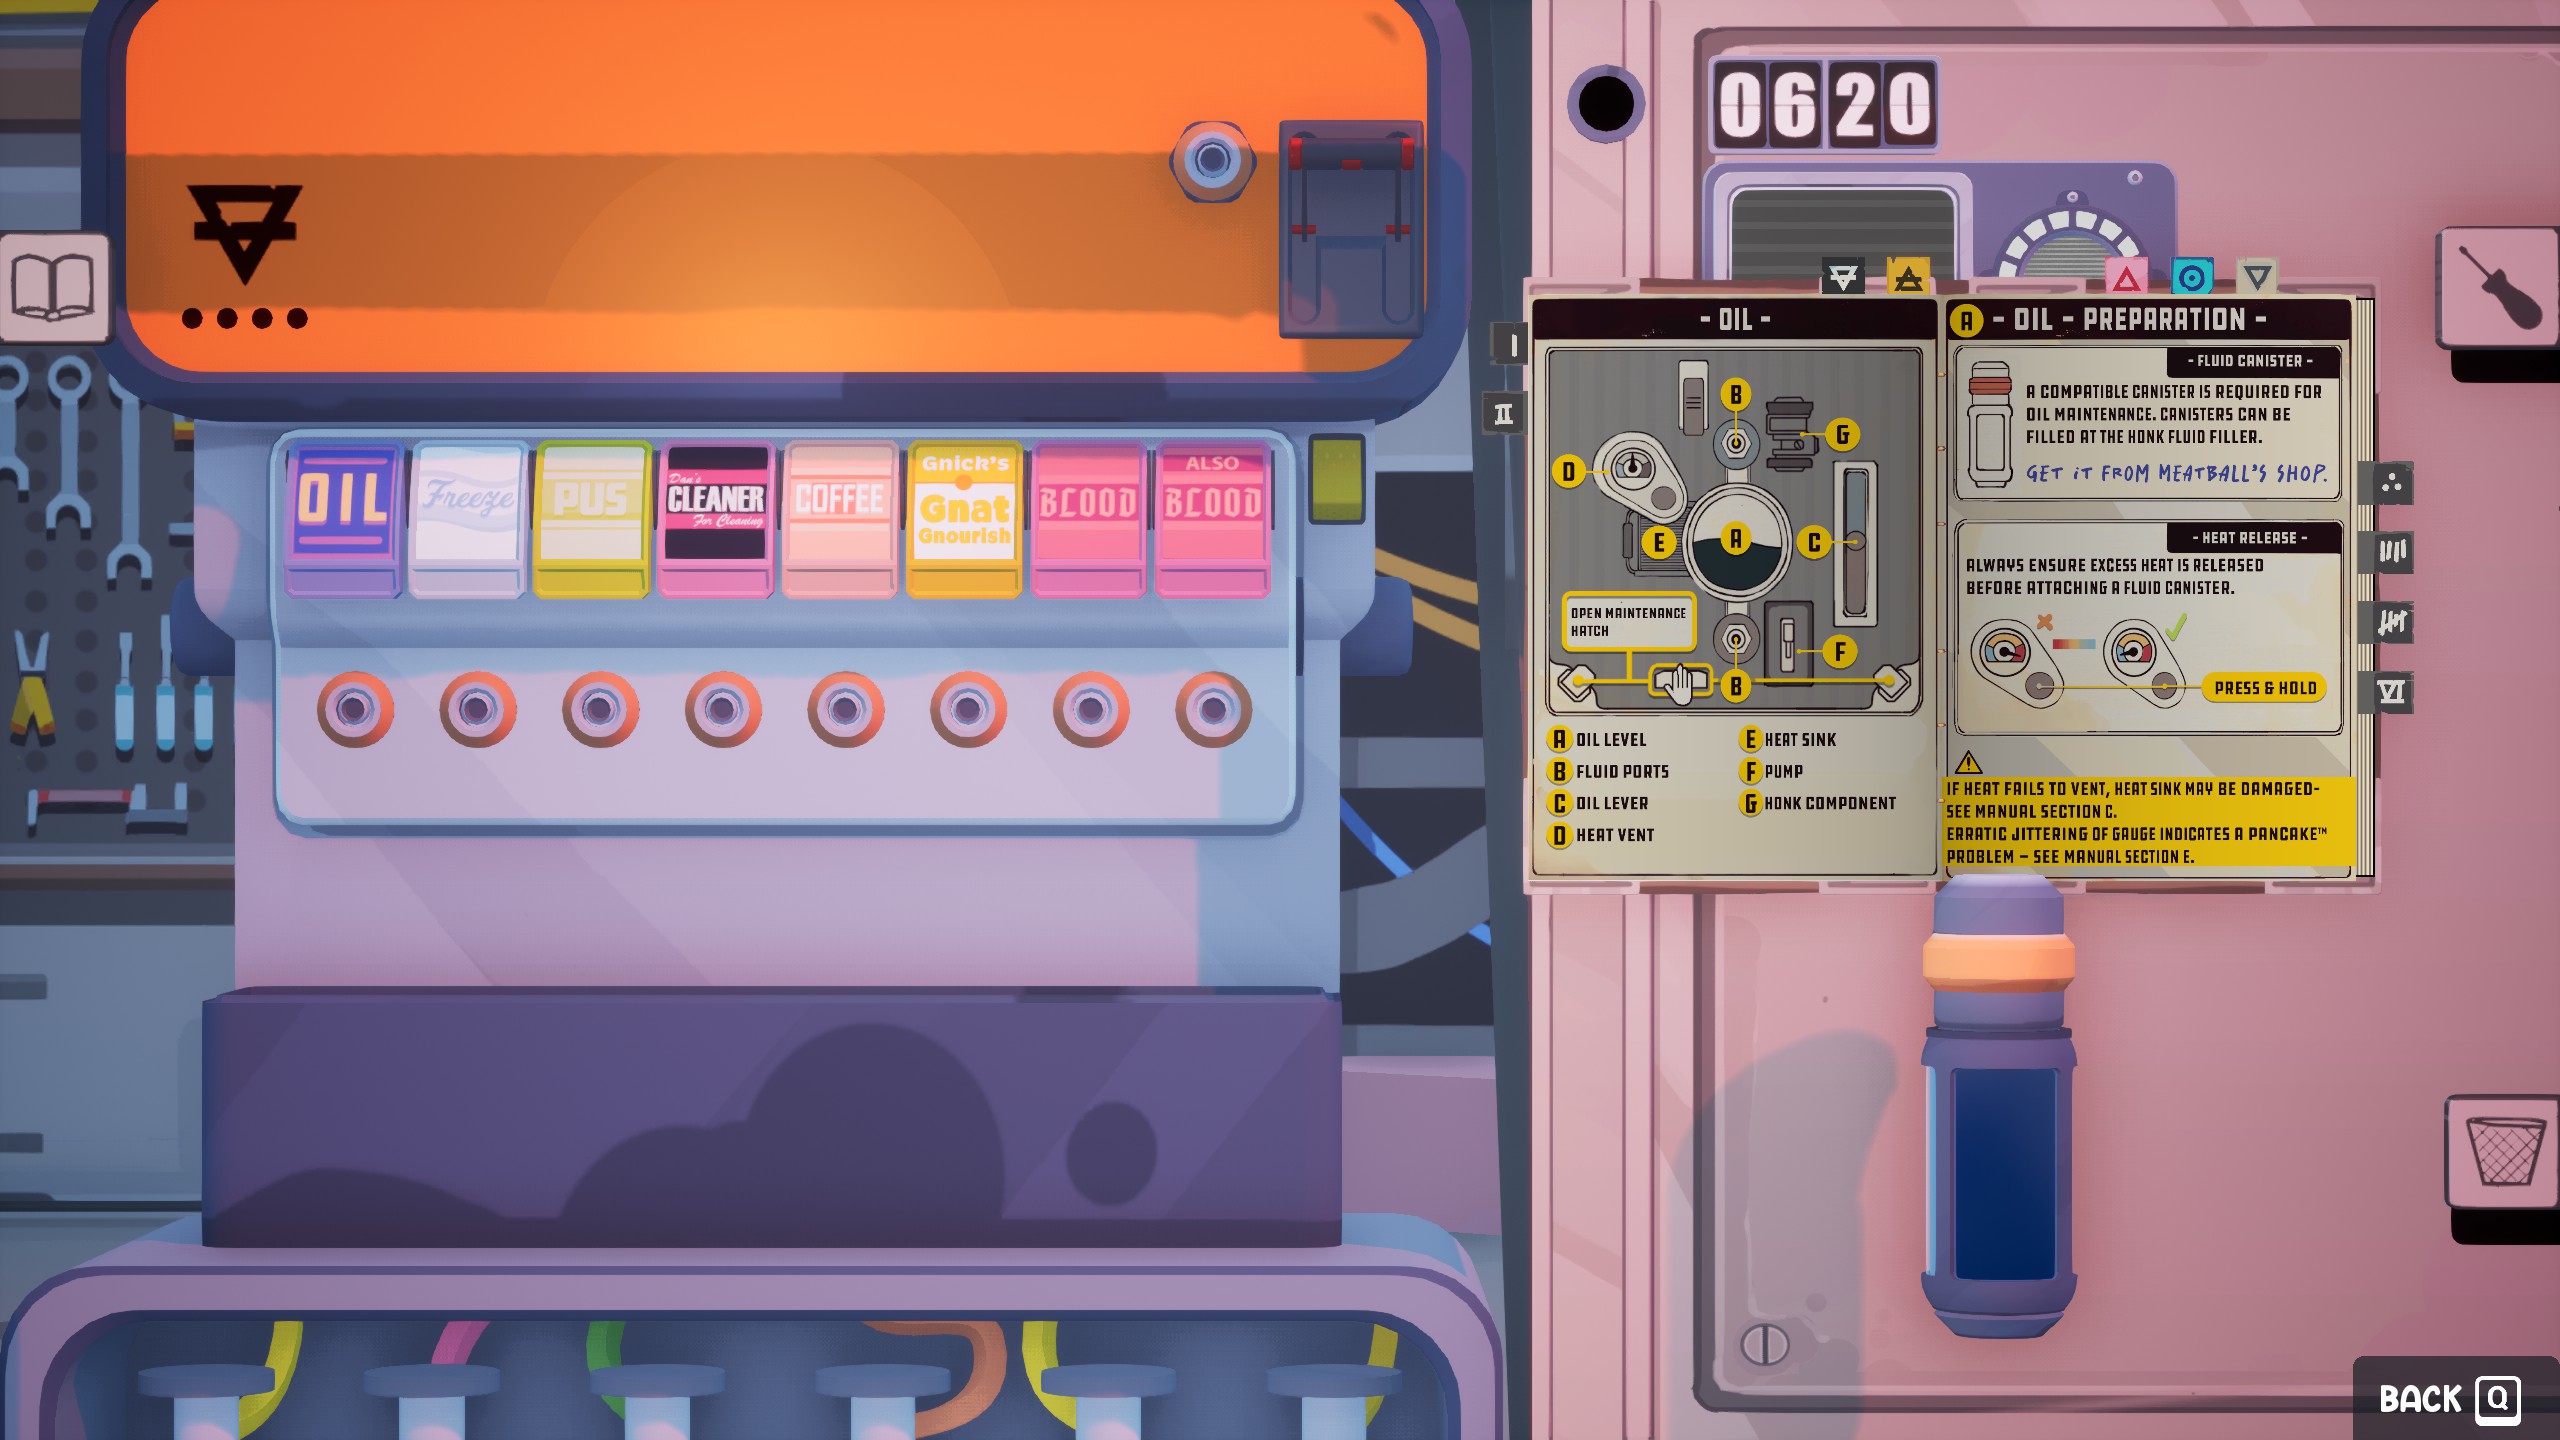 OIL
Freeze
PUS
Dan's
CLEANER
For Cleaning
COFFEE
Gnick's
Gnat
Gnourish
BLOOD
ALSO
BLOOD
0620
I
II
- OIL -
B
G
D
E
A
C
OPEN MAINTENANCE
HATCH
F
B
A OIL LEVEL
B FLUID PORTS
C OIL LEVER
D HEAT VENT
E HEAT SINK
F PUMP
G HONK COMPONENT
A - OIL - PREPARATION -
- FLUID CANISTER -
A COMPATIBLE CANISTER IS REQUIRED FOR
OIL MAINTENANCE. CANISTERS CAN BE
FILLED AT THE HONK FLUID FILLER.
GET IT FROM MEATBALL'S SHOP.
- HEAT RELEASE -
ALWAYS ENSURE EXCESS HEAT IS RELEASED
BEFORE ATTACHING A FLUID CANISTER.
PRESS & HOLD
IF HEAT FAILS TO VENT, HEAT SINK MAY BE DAMAGED-
SEE MANUAL SECTION C.
ERRATIC JITTERING OF GAUGE INDICATES A PANCAKE™
PROBLEM - SEE MANUAL SECTION E.
VI
BACK Q